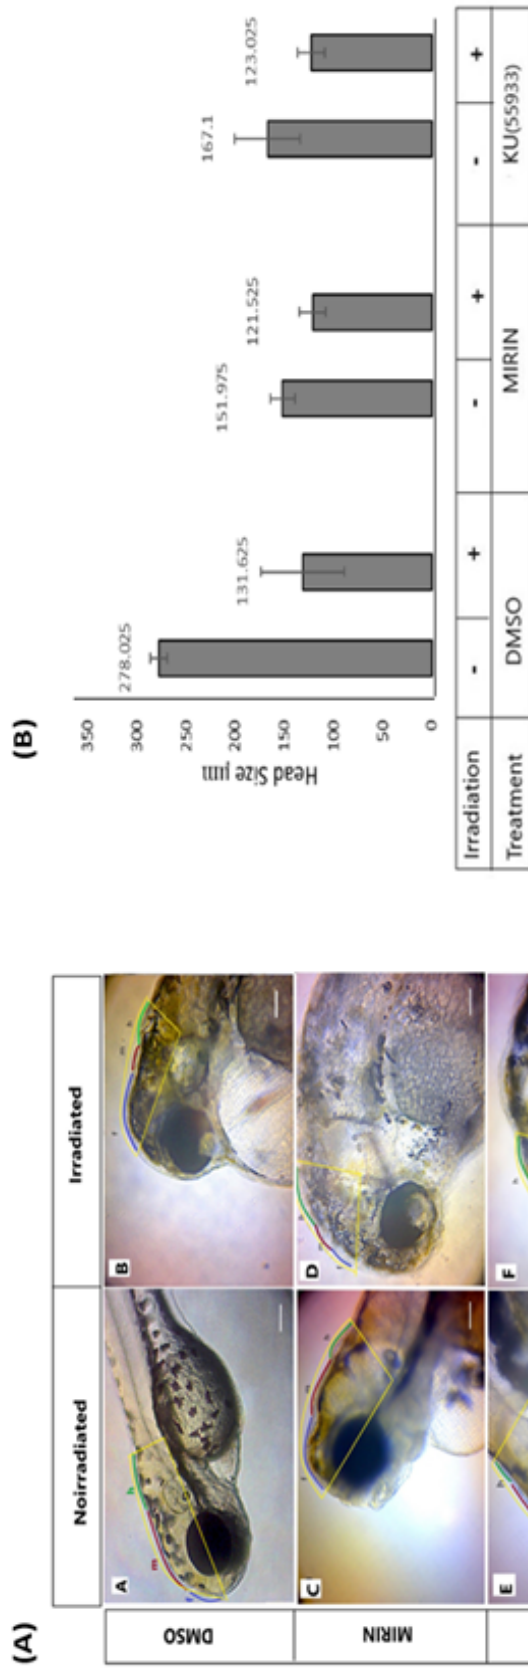 (A)
Noirradiated
Irradiated
DMSO
A
f
m
h
B
f
m
h
MIRIN
C
f
m
h
D
f
m
h
E
h
F
h
(B)
Head Size µm
350
300
250
200
150
100
50
0
278.025
131.625
151.975
121.525
167.1
123.025
Irradiation - + - + - +
Treatment DMSO MIRIN KU(55933)